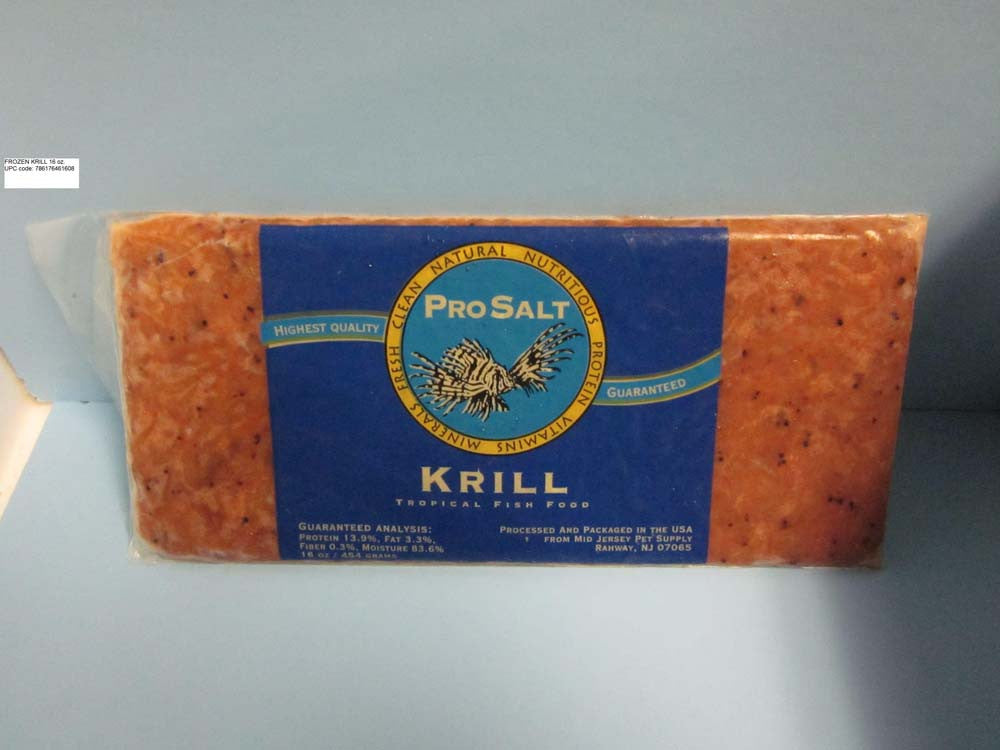 FROZEN KRILL 16 oz.
UPC code: 786176461608
MINERALS FRESH CLEAN NATURAL NUTRITIOUS PROTEIN VITAMINS
PRO SALT
HIGHEST QUALITY
GUARANTEED
KRILL
TROPICAL FISH FOOD
GUARANTEED ANALYSIS:
PROTEIN 13.9%, FAT 3.3%,
FIBER 0.3%, MOISTURE 83.6%
16 OZ / 454 GRAMS
PROCESSED AND PACKAGED IN THE USA
FROM MID JERSEY PET SUPPLY
RAHWAY, NJ 07065